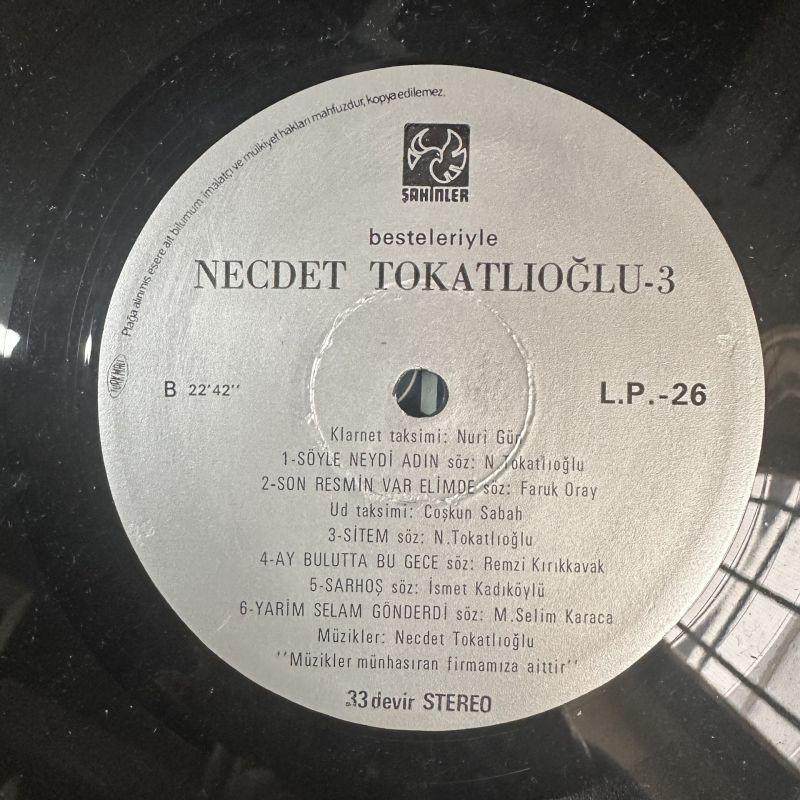 Plağa alınmış esere ait bilumum imalatçı ve mülkiyet hakları mahfuzdur, kopya edilemez.
ŞAHİNLER
besteleriyle
NECDET TOKATLIOĞLU-3
TÜRK MALI
B 22'42''
L.P.-26
Klarnet taksimi: Nuri Gün
1-SÖYLE NEYDİ ADIN söz: N.Tokatlıoğlu
2-SON RESMİN VAR ELİMDE söz: Faruk Oray
Ud taksimi: Coşkun Sabah
3-SİTEM söz: N.Tokatlıoğlu
4-AY BULUTTA BU GECE söz: Remzi Kırıkkavak
5-SARHOŞ söz: İsmet Kadıköylü
6-YARİM SELAM GÖNDERDİ söz: M.Selim Karaca
Müzikler: Necdet Tokatlıoğlu
''Müzikler münhasıran firmamıza aittir''
33 devir STEREO